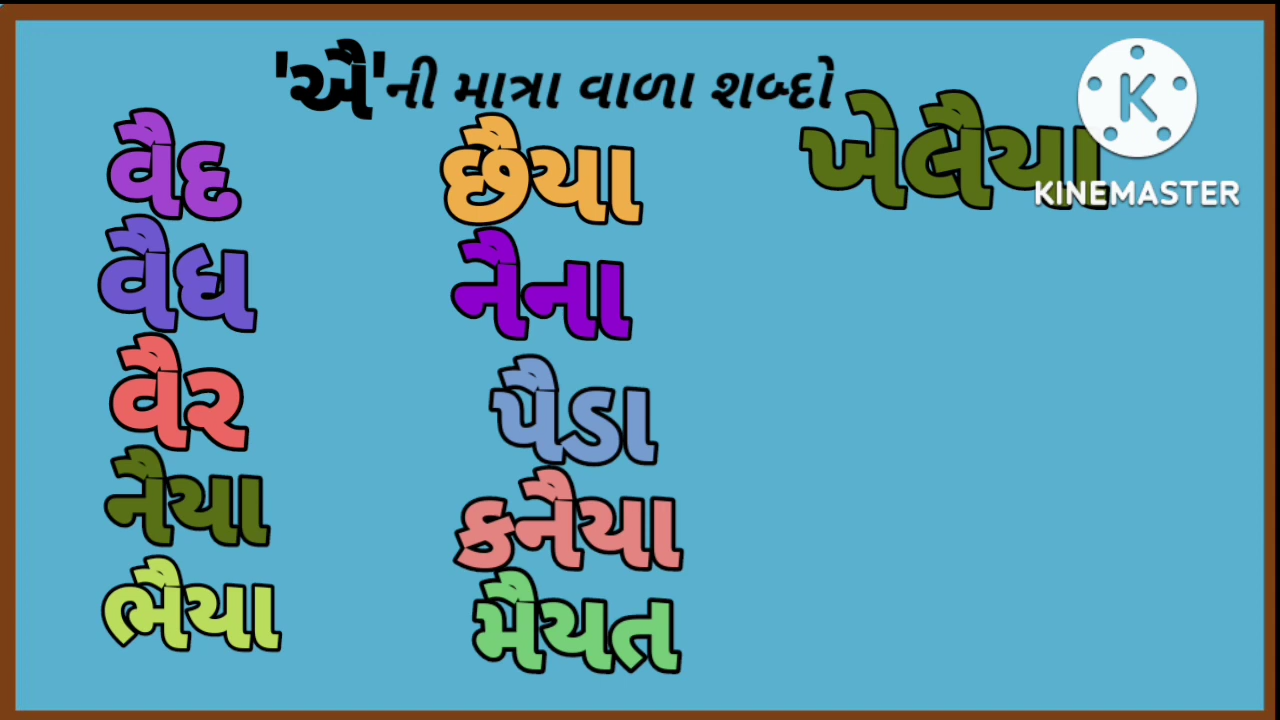 'ઐ'ની માત્રા વાળા શબ્દો
વૈદ
વૈધ
વૈર
નૈયા
ભૈયા
છૈયા
નૈના
પૈડા
કનૈયા
મૈયત
ખેલૈયા
K
KINEMASTER